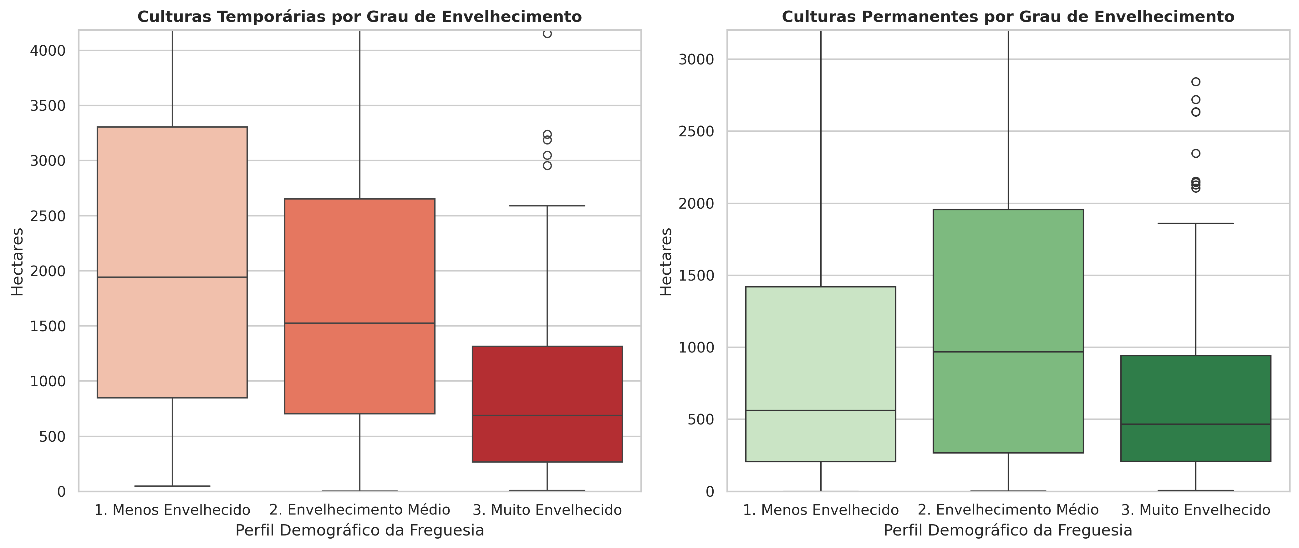 Culturas Temporárias por Grau de Envelhecimento
4000
3500
3000
2500
2000
1500
1000
500
0
Hectares
1. Menos Envelhecido 2. Envelhecimento Médio 3. Muito Envelhecido
Perfil Demográfico da Freguesia
Culturas Permanentes por Grau de Envelhecimento
3000
2500
2000
1500
1000
500
0
Hectares
1. Menos Envelhecido 2. Envelhecimento Médio 3. Muito Envelhecido
Perfil Demográfico da Freguesia